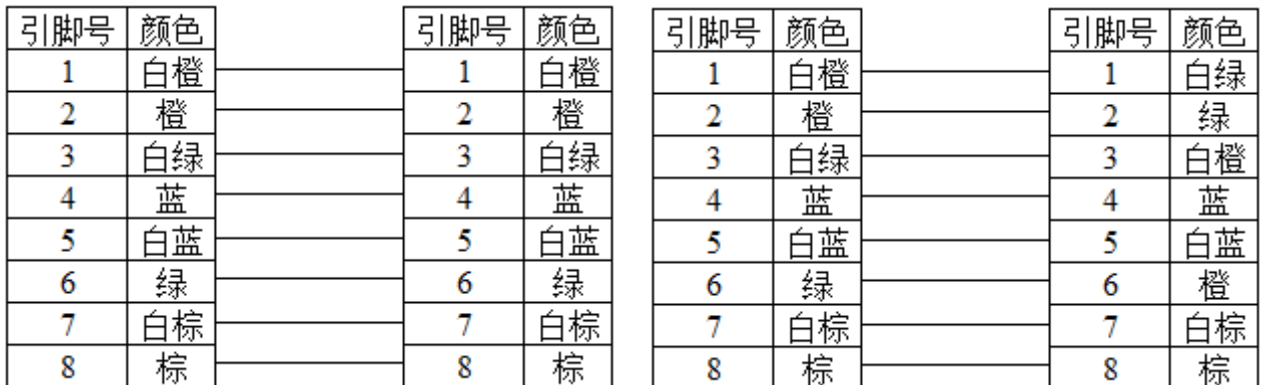 引脚号 颜色 引脚号 颜色 引脚号 颜色 引脚号 颜色
1 白橙 1 白橙 1 白橙 1 白绿
2 橙 2 橙 2 橙 2 绿
3 白绿 3 白绿 3 白绿 3 白橙
4 蓝 4 蓝 4 蓝 4 蓝
5 白蓝 5 白蓝 5 白蓝 5 白蓝
6 绿 6 绿 6 绿 6 橙
7 白棕 7 白棕 7 白棕 7 白棕
8 棕 8 棕 8 棕 8 棕